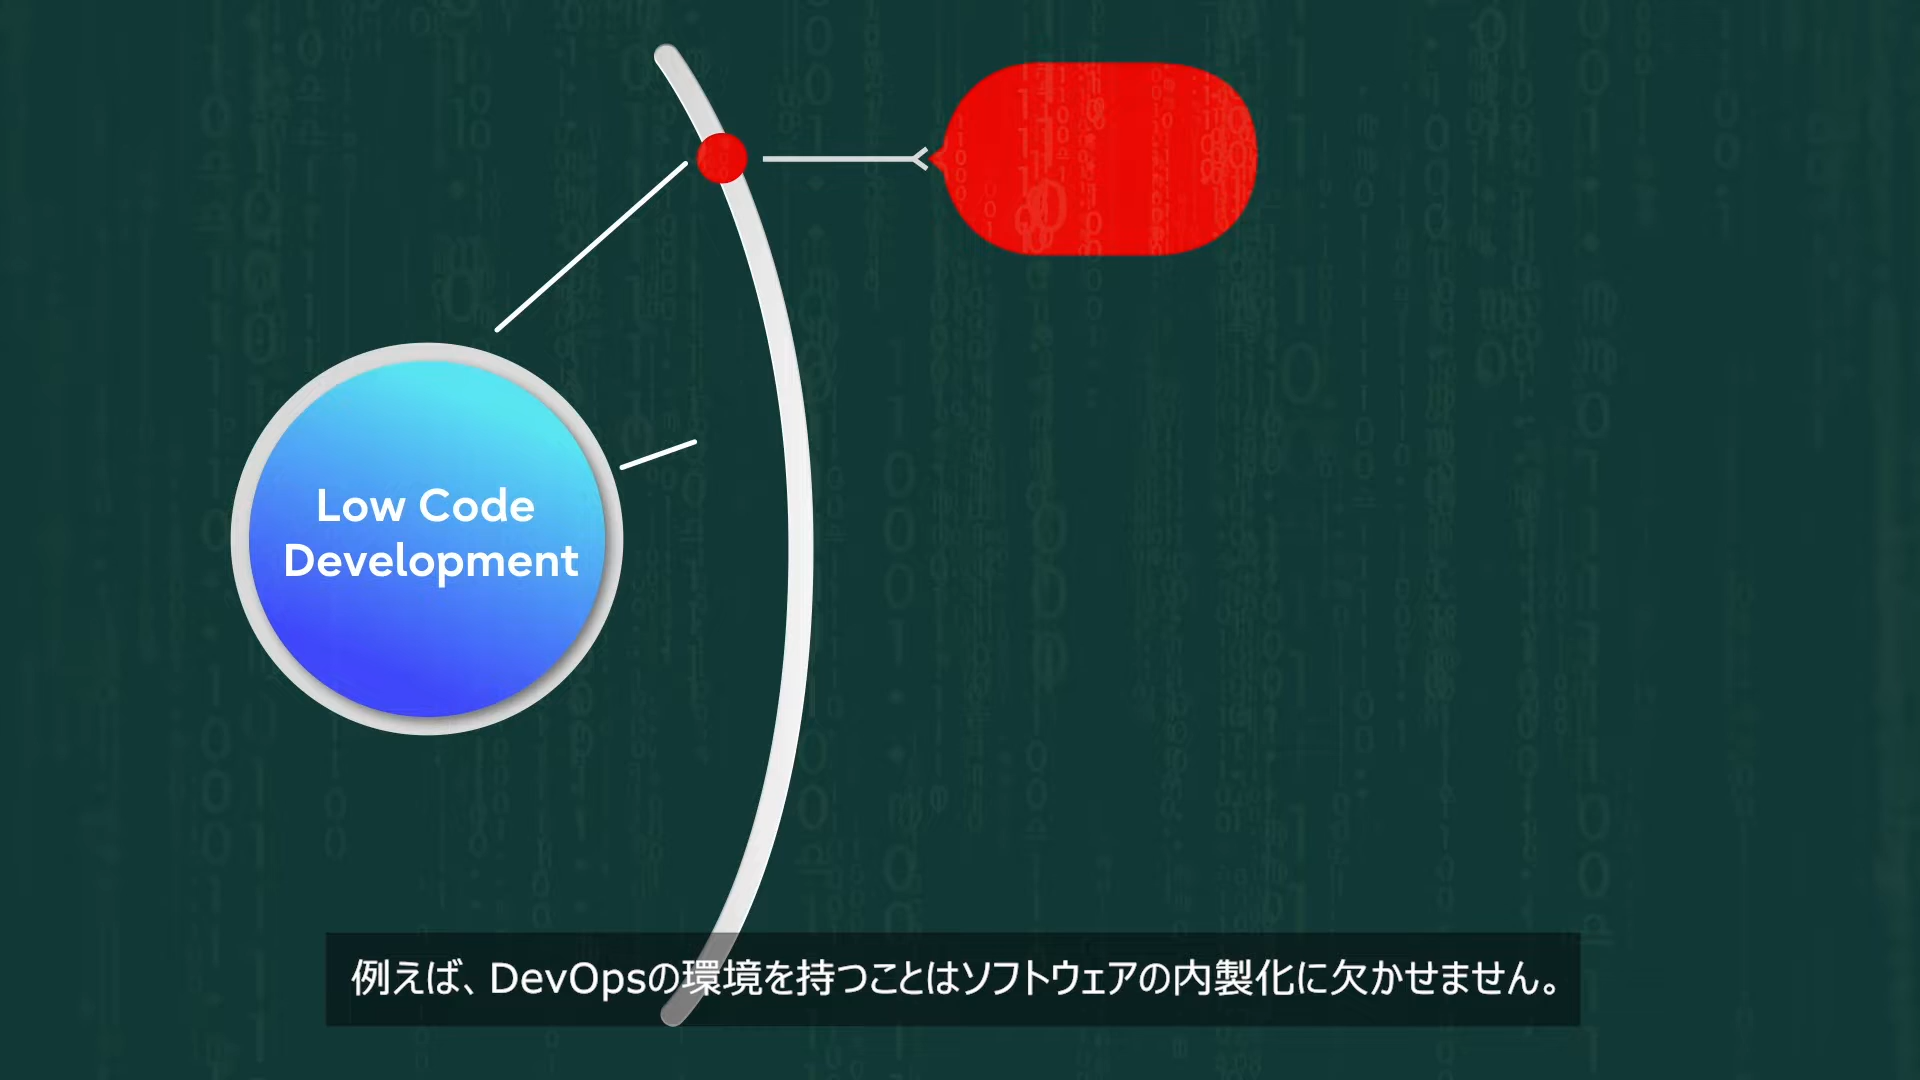 Low Code
Development
例えば、DevOpsの環境を持つことはソフトウェアの内製化に欠かせません。